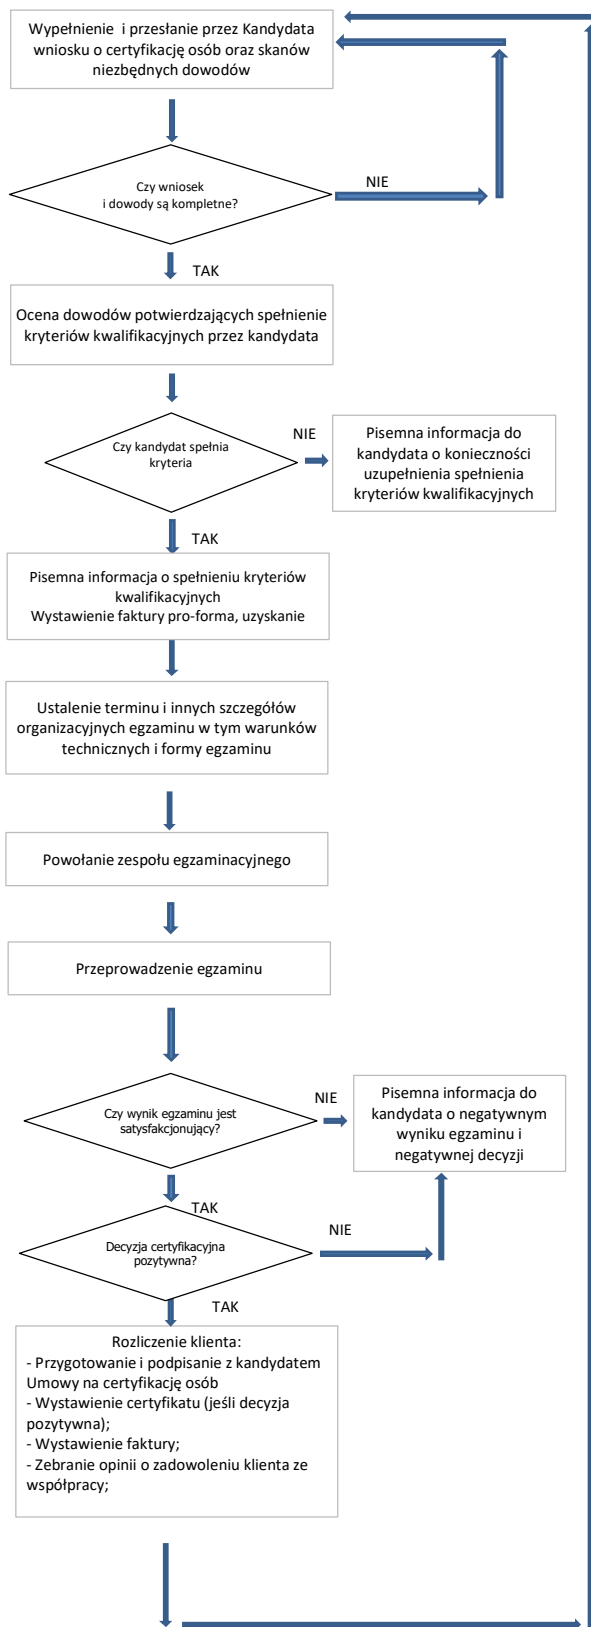 Wypełnienie i przesłanie przez Kandydata
wniosku o certyfikację osób oraz skanów
niezbędnych dowodów
Czy wniosek
i dowody są kompletne?
NIE
TAK
Ocena dowodów potwierdzających spełnienie
kryteriów kwalifikacyjnych przez kandydata
Czy kandydat spełnia
kryteria
NIE
Pisemna informacja do
kandydata o konieczności
uzupełnienia spełnienia
kryteriów kwalifikacyjnych
TAK
Pisemna informacja o spełnieniu kryteriów
kwalifikacyjnych
Wystawienie faktury pro-forma, uzyskanie
Ustalenie terminu i innych szczegółów
organizacyjnych egzaminu w tym warunków
technicznych i formy egzaminu
Powołanie zespołu egzaminacyjnego
Przeprowadzenie egzaminu
Czy wynik egzaminu jest
satysfakcjonujący?
NIE
Pisemna informacja do
kandydata o negatywnym
wyniku egzaminu i
negatywnej decyzji
TAK
Decyzja certyfikacyjna
pozytywna?
NIE
TAK
Rozliczenie klienta:
- Przygotowanie i podpisanie z kandydatem
Umowy na certyfikację osób
- Wystawienie certyfikatu (jeśli decyzja
pozytywna);
- Wystawienie faktury;
- Zebranie opinii o zadowoleniu klienta ze
współpracy;